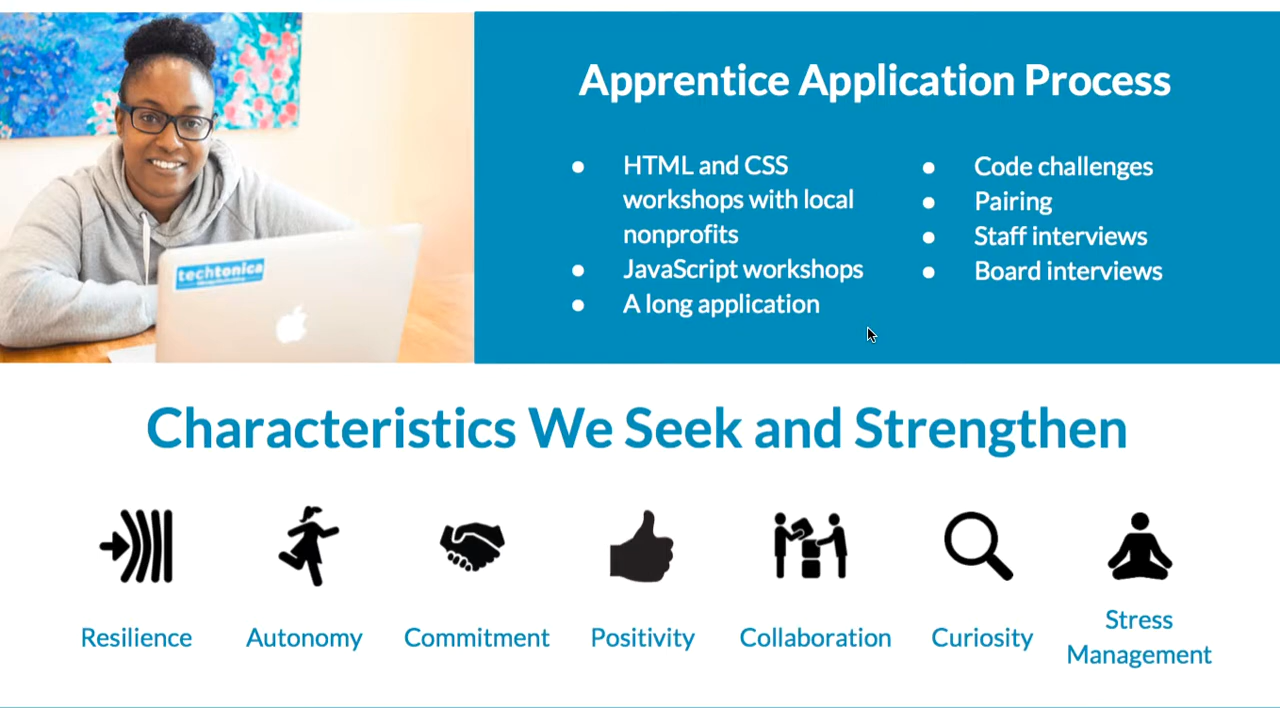 techtonica
Apprentice Application Process
HTML and CSS
workshops with local
nonprofits
JavaScript workshops
A long application
Code challenges
Pairing
Staff interviews
Board interviews
Characteristics We Seek and Strengthen
Resilience
Autonomy
Commitment
Positivity
Collaboration
Curiosity
Stress
Management